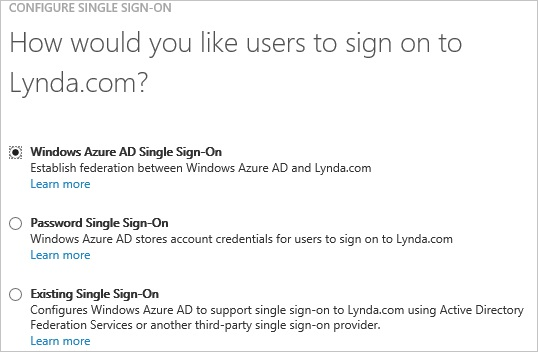 CONFIGURE SINGLE SIGN-ON
How would you like users to sign on to
Lynda.com?
Windows Azure AD Single Sign-On
Establish federation between Windows Azure AD and Lynda.com
Learn more
Password Single Sign-On
Windows Azure AD stores account credentials for users to sign on to Lynda.com
Learn more
Existing Single Sign-On
Configures Windows Azure AD to support single sign-on to Lynda.com using Active Directory
Federation Services or another third-party single sign-on provider.
Learn more